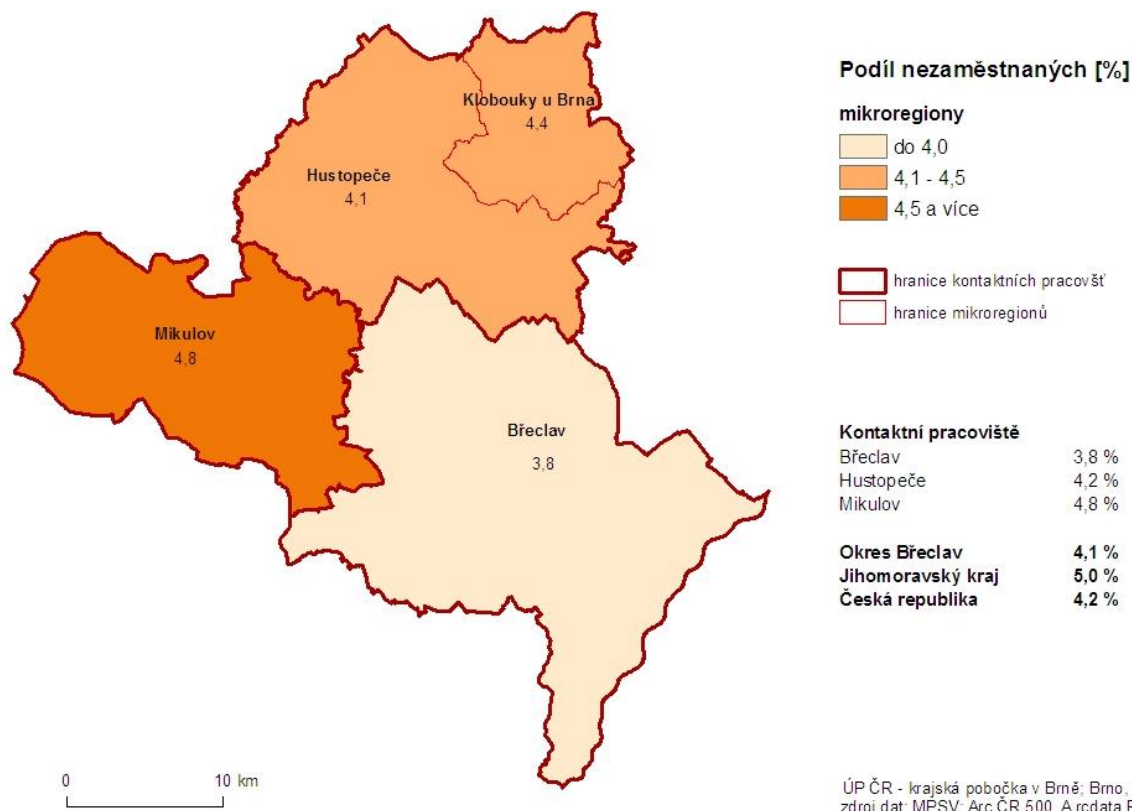 Klobouky u Brna
4,4
Hustopeče
4,1
Mikulov
4,8
Břeclav
3,8
0 10 km
Podíl nezaměstnaných [%]
mikroregiony
do 4,0
4,1 - 4,5
4,5 a více
hranice kontaktních pracovšť
hranice mikroregionů
Kontaktní pracoviště
Břeclav 3,8 %
Hustopeče 4,2 %
Mikulov 4,8 %
Okres Břeclav 4,1 %
Jihomoravský kraj 5,0 %
Česká republika 4,2 %
ÚP ČR - krajská pobočka v Brně; Brno,
zdroj dat: MPSV; Arc ČR 500, Arcdata